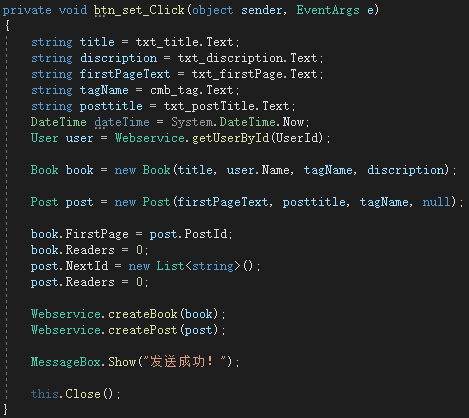 private void btn_set_Click(object sender, EventArgs e)
{
string title = txt_title.Text;
string discription = txt_discription.Text;
string firstPageText = txt_firstPage.Text;
string tagName = cmb_tag.Text;
string posttitle = txt_postTitle.Text;
DateTime dateTime = System.DateTime.Now;
User user = Webservice.getUserById(UserId);
Book book = new Book(title, user.Name, tagName, discription);
Post post = new Post(firstPageText, posttitle, tagName, null);
book.FirstPage = post.PostId;
book.Readers = 0;
post.NextId = new List<string>();
post.Readers = 0;
Webservice.createBook(book);
Webservice.createPost(post);
MessageBox.Show("发送成功！");
this.Close();
}